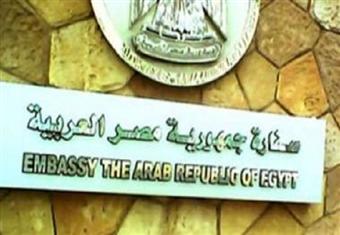 سفارة جمهورية مصر العربية
EMBASSY THE ARAB REPUBLIC OF EGYPT